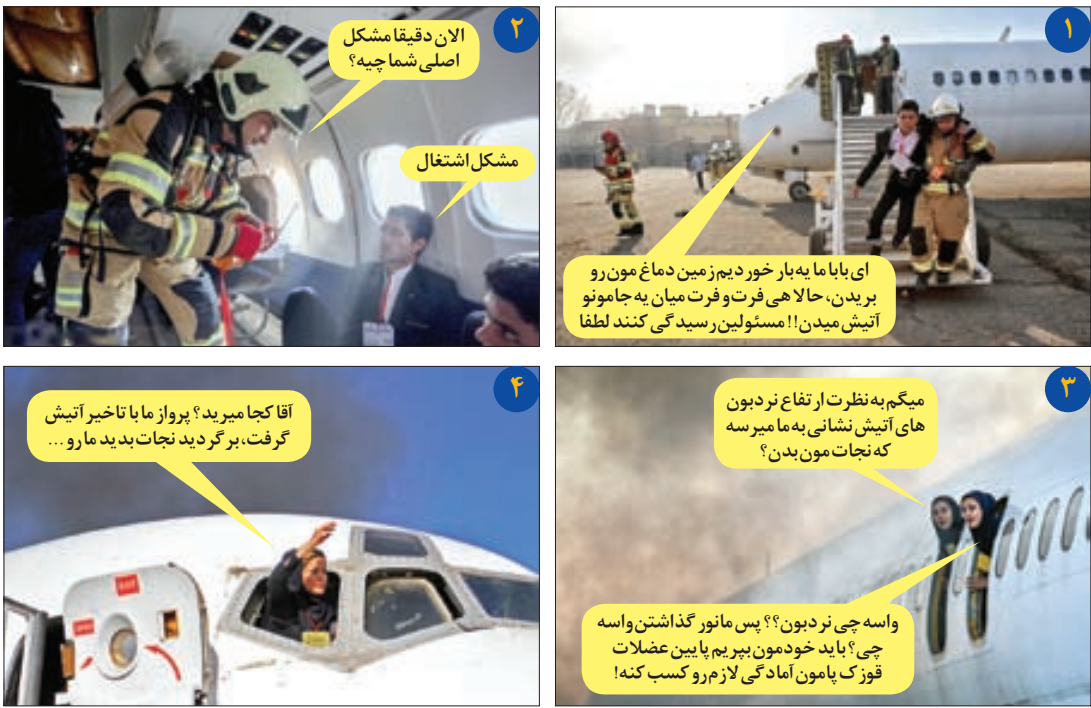 ۱
ای بابا ما یه بار خوردیم زمین دماغ مون رو
بریدن، حالا هی فرت و فرت میان یه جامونو
آتیش میدن!! مسئولین رسیدگی کنند لطفا
۲
الان دقیقا مشکل
اصلی شما چیه؟
مشکل اشتغال
۳
میگم به نظرت ارتفاع نردبون
های آتیش نشانی به ما میرسه
که نجات مون بدن؟
واسه چی نردبون؟؟ پس مانور گذاشتن واسه
چی؟ باید خودمون بپریم پایین عضلات
قوزک پامون آمادگی لازم رو کسب کنه!
۴
آقا کجا میرید؟ پرواز ما با تاخیر آتیش
گرفت، برگردید نجات بدید ما رو ...